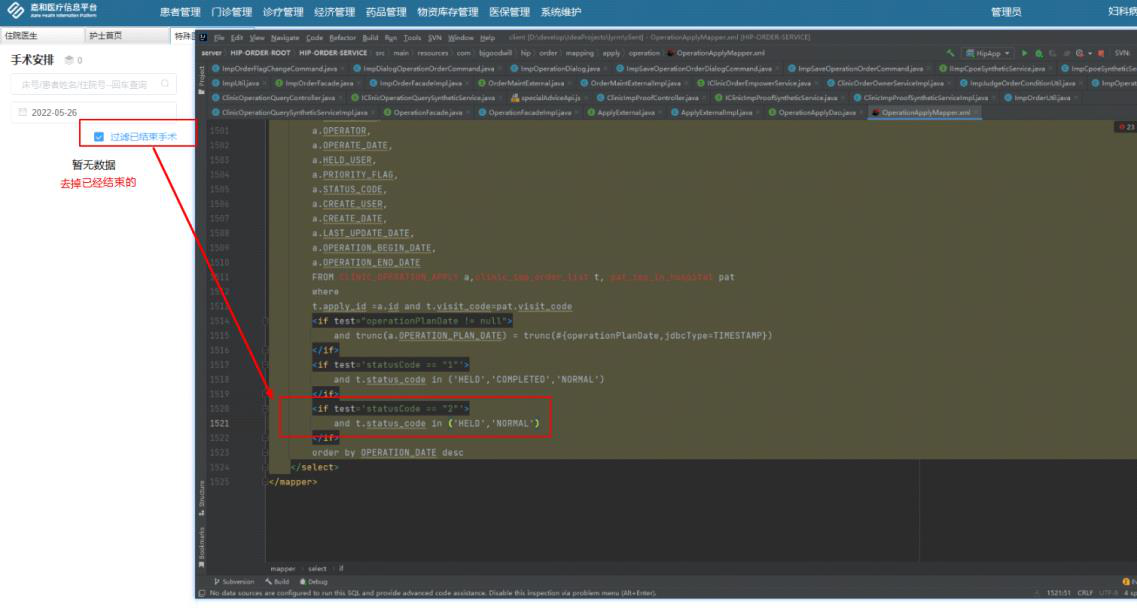 嘉和医疗信息平台
患者管理 门诊管理 诊疗管理 经济管理 药品管理 物资库存管理 医保管理 系统维护
管理员
妇科病
住院医生
护士首页
手术安排 0
床号/患者姓名/住院号--回车查询
2022-05-26
过滤已结束手术
暂无数据
去掉已经结束的
File Edit View Navigate Code Refactor Build Run Tools SVN Window Help
server HIP-ORDER-ROOT HIP-ORDER-SERVICE src main resources com bjgoodwill hip order mapping apply operation OperationApplyMapper.xml
HipApp
SVN:
ImpOrderFlagChangeCommand.java ImpDialogOperationOrderCommand.java ImpOperationDialog.java ImpSaveOperationOrderDialogCommand.java ImpSaveOperationOrderCommand.java IImpCpoeSyntheticService.java
ImpUtil.java ImpOrderFacade.java ImpOrderFacadeImpl.java OrderMaintExternal.java OrderMaintExternalImpl.java IClinicOrderEmpowerService.java ClinicOrderOwnerServiceImpl.java ImpJudgeOrderConditionUtil.java
ClinicOperationQueryController.java IClinicOperationQuerySyntheticService.java specialAdviceApi.js ClinicImpProofController.java IClinicImpProofSyntheticService.java ClinicImpProofSyntheticServiceImpl.java ImpOrderUtil.java
ClinicOperationQuerySyntheticServiceImpl.java OperationFacade.java OperationFacadeImpl.java ApplyExternal.java ApplyExternalImpl.java OperationApplyDao.java OperationApplyMapper.xml
23
1501 a.OPERATOR,
1502 a.OPERATE_DATE,
1503 a.HELD_USER,
1504 a.PRIORITY_FLAG,
1505 a.STATUS_CODE,
1506 a.CREATE_USER,
1507 a.CREATE_DATE,
1508 a.LAST_UPDATE_DATE,
1509 a.OPERATION_BEGIN_DATE,
1510 a.OPERATION_END_DATE
1511 FROM CLINIC_OPERATION_APPLY a,clinic_imp_order_list t, pat_imp_in_hospital pat
1512 where
1513 t.apply_id =a.id and t.visit_code=pat.visit_code
1514 <if test="operationPlanDate != null">
1515 and trunc(a.OPERATION_PLAN_DATE) = trunc(#{operationPlanDate,jdbcType=TIMESTAMP})
1516 </if>
1517 <if test='statusCode == "1"'>
1518 and t.status_code in ('HELD','COMPLETED','NORMAL')
1519 </if>
1520 <if test='statusCode == "2"'>
1521 and t.status_code in ('HELD','NORMAL')
1522 </if>
1523 order by OPERATION_DATE desc
1524 </select>
1525 </mapper>
Project
Structure
Bookmarks
mapper select if
Subversion Build Debug
No data sources are configured to run this SQL and provide advanced code assistance. Disable this inspection via problem menu (Alt+Enter).
1521:51 CRLF UTF-8